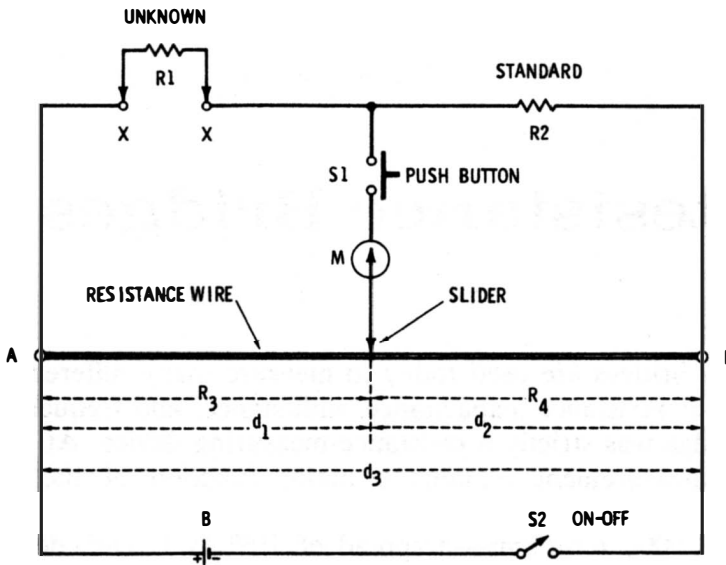 UNKNOWN
R1
STANDARD
X
X
R2
S1
PUSH BUTTON
M
RESISTANCE WIRE
SLIDER
A
R3
R4
d1
d2
d3
B
S2
ON-OFF
+
-